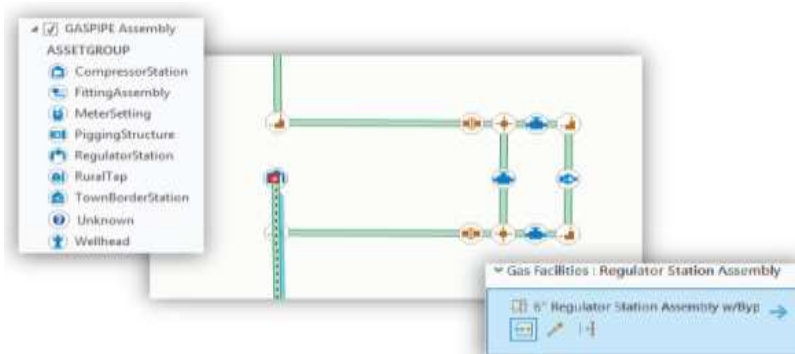 GASPIPE Assembly
ASSETGROUP
CompressorStation
FittingAssembly
MeterSetting
PiggingStructure
RegulatorStation
RuralTap
TownBorderStation
Unknown
Wellhead
Gas Facilities : Regulator Station Assembly
6" Regulator Station Assembly w/Byp